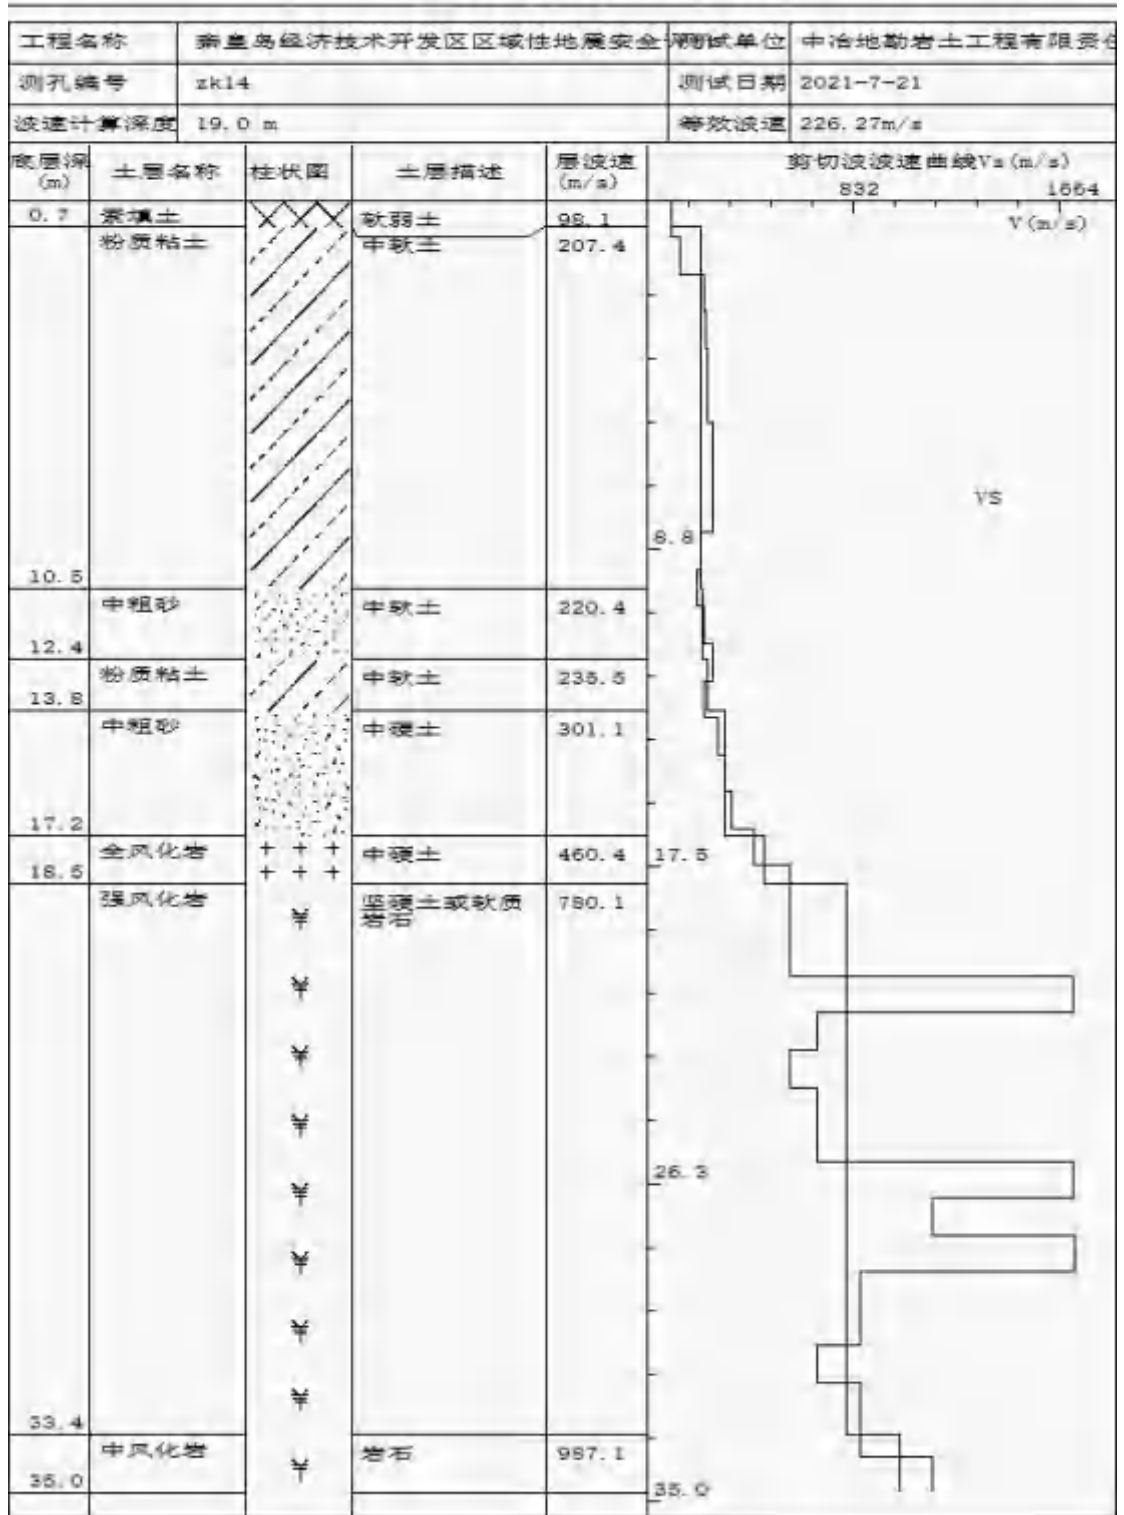 工程名称 秦皇岛经济技术开发区区域性地震安全 测试单位 中冶地勘岩土工程有限责任
测孔编号 zk14 测试日期 2021-7-21
波速计算深度 19.0 m 等效波速 226.27m/s
底层深(m) 土层名称 柱状图 土层描述 层波速(m/s) 剪切波波速曲线Vs(m/s)
832 1664
V(m/s)
0.7 素填土 软弱土 98.1
粉质粘土 中软土 207.4
VS
8.8
10.5
中粗砂 中软土 220.4
12.4
粉质粘土 中软土 235.5
13.8
中粗砂 中硬土 301.1
17.2
全风化岩 中硬土 460.4 17.5
18.5
强风化岩 坚硬土或软质 780.1
岩石
26.3
33.4
中风化岩 岩石 987.1
35.0
35.0